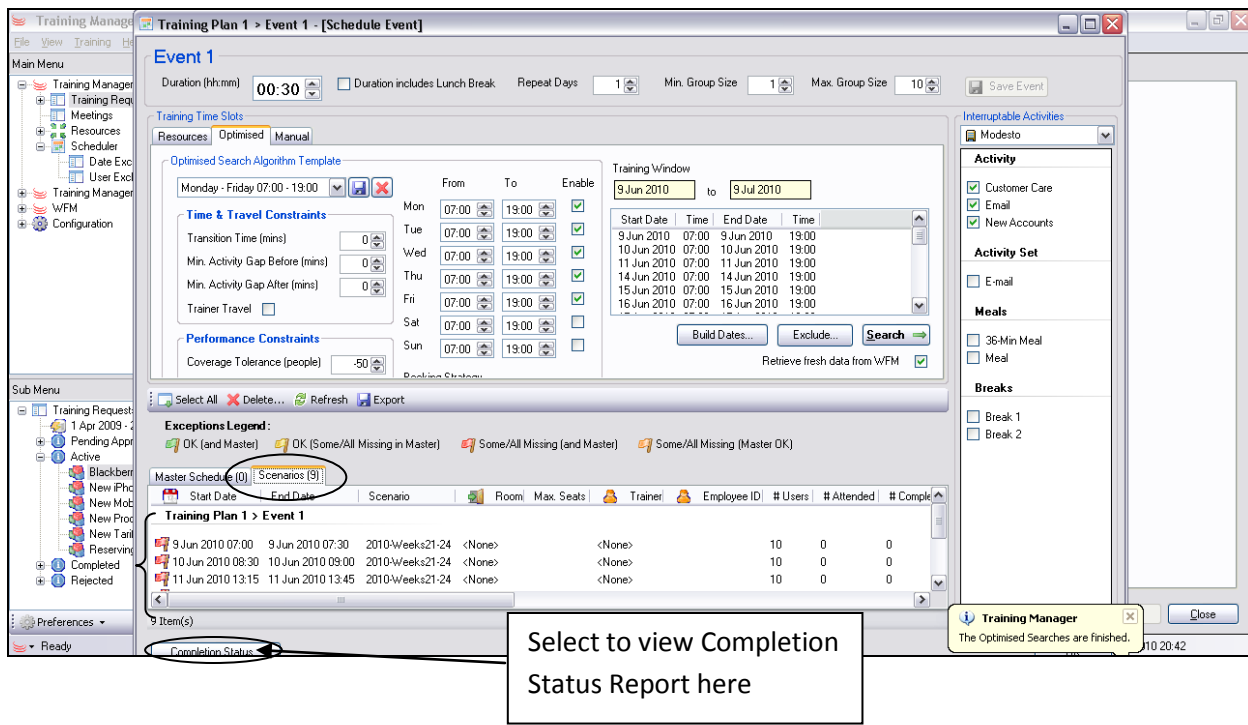 Training Manage
Training Plan 1 > Event 1 - [Schedule Event]
File View Training He
Main Menu
Training Manager
Training Requ
Meetings
Resources
Scheduler
Date Exc
User Excl
Training Manager
WFM
Configuration
Sub Menu
Training Request
1 Apr 2009 - 2
Pending Appr
Active
Blackberr
New iPho
New Mob
New Prod
New Tari
Reserving
Completed
Rejected
Preferences
Ready
Event 1
Duration (hh:mm) 00:30 Duration includes Lunch Break Repeat Days 1 Min. Group Size 1 Max. Group Size 10 Save Event
Training Time Slots
Resources Optimised Manual
Optimised Search Algorithm Template
Monday - Friday 07:00 - 19:00
From To Enable
Mon 07:00 19:00
Tue 07:00 19:00
Wed 07:00 19:00
Thu 07:00 19:00
Fri 07:00 19:00
Sat 07:00 19:00
Sun 07:00 19:00
Time & Travel Constraints
Transition Time (mins) 0
Min. Activity Gap Before (mins) 0
Min. Activity Gap After (mins) 0
Trainer Travel
Performance Constraints
Coverage Tolerance (people) -50
Booking Strategy
Training Window
9 Jun 2010 to 9 Jul 2010
Start Date Time End Date Time
9 Jun 2010 07:00 9 Jun 2010 19:00
10 Jun 2010 07:00 10 Jun 2010 19:00
11 Jun 2010 07:00 11 Jun 2010 19:00
14 Jun 2010 07:00 14 Jun 2010 19:00
15 Jun 2010 07:00 15 Jun 2010 19:00
16 Jun 2010 07:00 16 Jun 2010 19:00
Build Dates... Exclude... Search
Retrieve fresh data from WFM
Interruptable Activities
Modesto
Activity
Customer Care
Email
New Accounts
Activity Set
E-mail
Meals
36-Min Meal
Meal
Breaks
Break 1
Break 2
Select All Delete... Refresh Export
Exceptions Legend :
OK (and Master) OK (Some/All Missing in Master) Some/All Missing (and Master) Some/All Missing (Master OK)
Master Schedule (0) Scenarios (9)
Start Date End Date Scenario Room Max. Seats Trainer Employee ID # Users # Attended # Comple
Training Plan 1 > Event 1
9 Jun 2010 07:00 9 Jun 2010 07:30 2010-Weeks21-24 <None> <None> 10 0 0
10 Jun 2010 08:30 10 Jun 2010 09:00 2010-Weeks21-24 <None> <None> 10 0 0
11 Jun 2010 13:15 11 Jun 2010 13:45 2010-Weeks21-24 <None> <None> 10 0 0
9 Item(s)
Completion Status
Select to view Completion
Status Report here
Training Manager
The Optimised Searches are finished.
Close
010 20:42